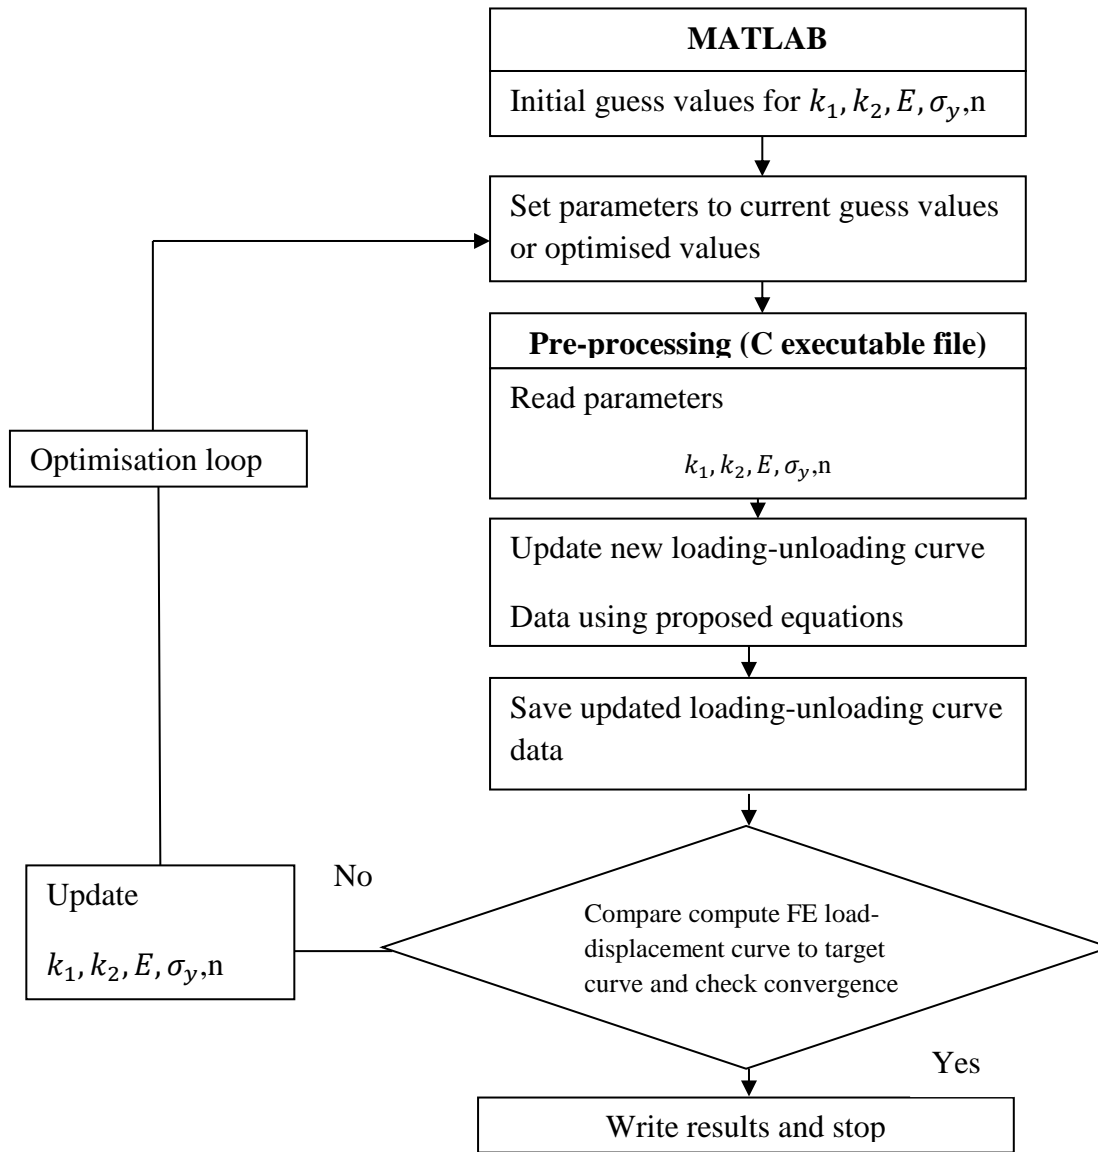 MATLAB
Initial guess values for k₁, k₂, E, σᵧ,n
Set parameters to current guess values
or optimised values
Pre-processing (C executable file)
Read parameters
k₁, k₂, E, σᵧ,n
Optimisation loop
Update new loading-unloading curve
Data using proposed equations
Save updated loading-unloading curve
data
Update
k₁, k₂, E, σᵧ,n
No
Compare compute FE load-
displacement curve to target
curve and check convergence
Yes
Write results and stop